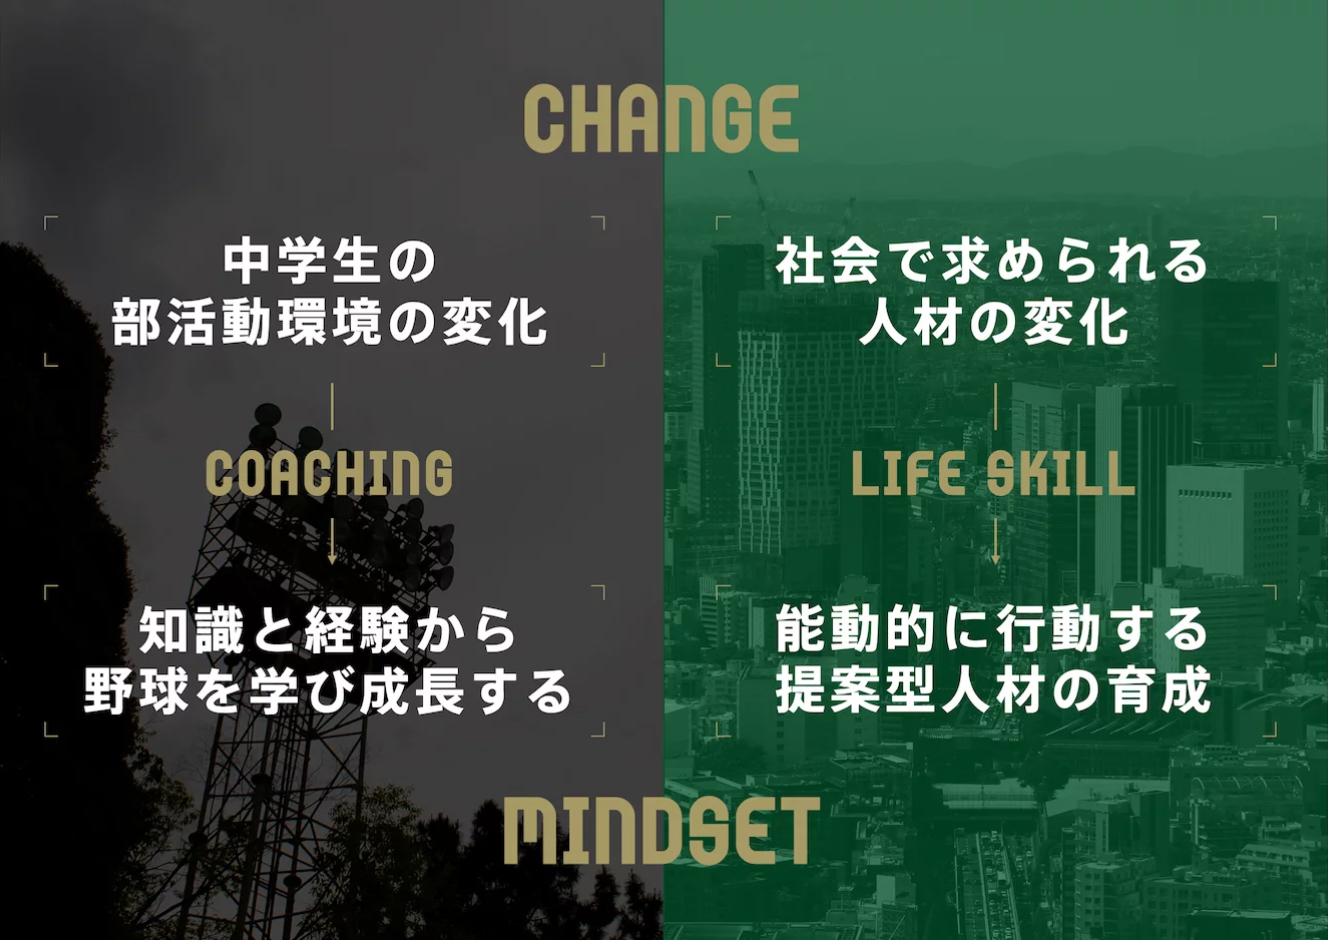 CHANGE
中学生の
部活動環境の変化
COACHING
知識と経験から
野球を学び成長する
社会で求められる
人材の変化
LIFE SKILL
能動的に行動する
提案型人材の育成
MINDSET